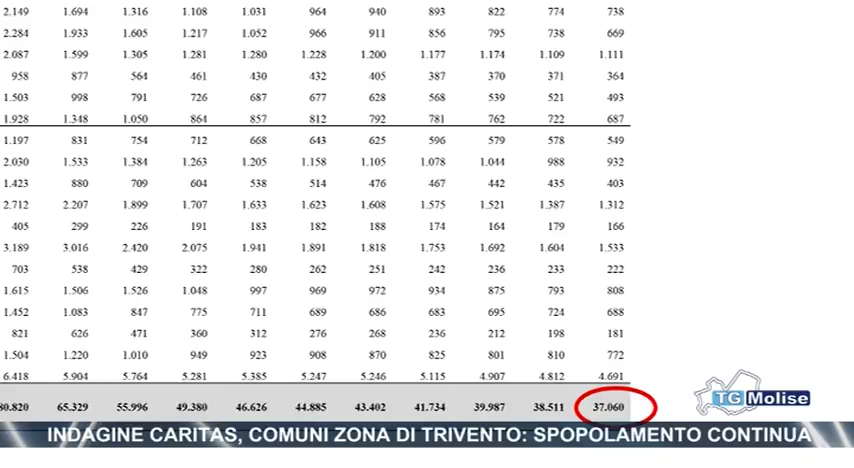 2.149 1.694 1.316 1.108 1.031 964 940 893 822 774 738
2.284 1.933 1.605 1.217 1.052 966 911 856 795 738 669
2.087 1.599 1.305 1.281 1.280 1.228 1.200 1.177 1.174 1.109 1.111
958 877 564 461 430 432 405 387 370 371 364
1.503 998 791 726 687 677 628 568 539 521 493
1.928 1.348 1.050 864 857 812 792 781 762 722 687
1.197 831 754 712 668 643 625 596 579 578 549
2.030 1.533 1.384 1.263 1.205 1.158 1.105 1.078 1.044 988 932
1.423 880 709 604 538 514 476 467 442 435 403
2.712 2.207 1.899 1.707 1.633 1.623 1.608 1.575 1.521 1.387 1.312
405 299 226 191 183 182 188 174 164 179 166
3.189 3.016 2.420 2.075 1.941 1.891 1.818 1.753 1.692 1.604 1.533
703 538 429 322 280 262 251 242 236 233 222
1.615 1.506 1.526 1.048 997 969 972 934 875 793 808
1.452 1.083 847 775 711 689 686 683 695 724 688
821 626 471 360 312 276 268 236 212 198 181
1.504 1.220 1.010 949 923 908 870 825 801 810 772
6.418 5.904 5.764 5.281 5.385 5.247 5.246 5.115 4.907 4.812 4.691
80.820 65.329 55.996 49.380 46.626 44.885 43.402 41.734 39.987 38.511 37.060
TG Molise
INDAGINE CARITAS, COMUNI ZONA DI TRIVENTO: SPOPOLAMENTO CONTINUA